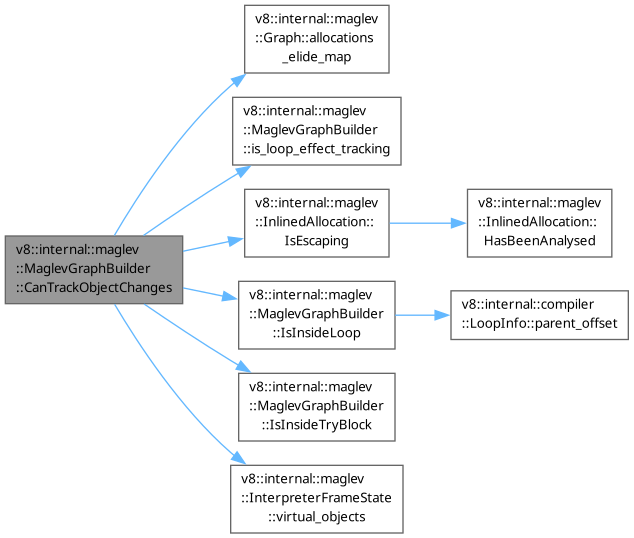 v8::internal::maglev
::Graph::allocations
_elide_map
v8::internal::maglev
::MaglevGraphBuilder
::is_loop_effect_tracking
v8::internal::maglev
::InlinedAllocation::
IsEscaping
v8::internal::maglev
::InlinedAllocation::
HasBeenAnalysed
v8::internal::maglev
::MaglevGraphBuilder
::CanTrackObjectChanges
v8::internal::maglev
::MaglevGraphBuilder
::IsInsideLoop
v8::internal::compiler
::LoopInfo::parent_offset
v8::internal::maglev
::MaglevGraphBuilder
::IsInsideTryBlock
v8::internal::maglev
::InterpreterFrameState
::virtual_objects